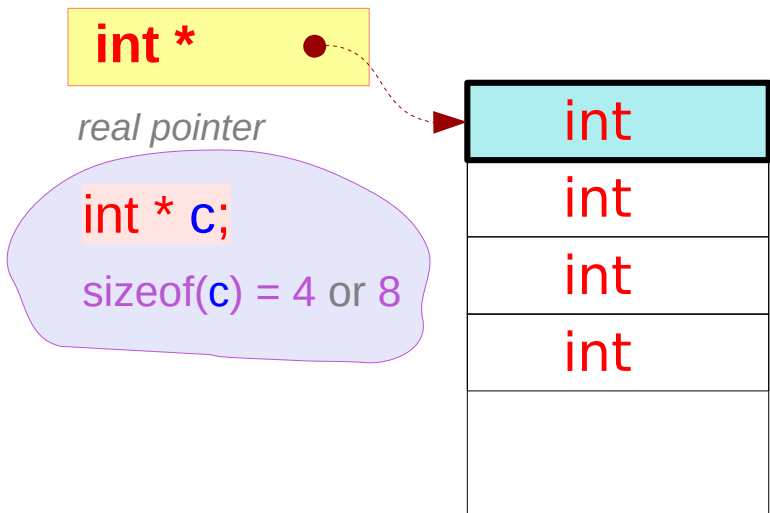 int *
real pointer
int * c;
sizeof(c) = 4 or 8
int
int
int
int